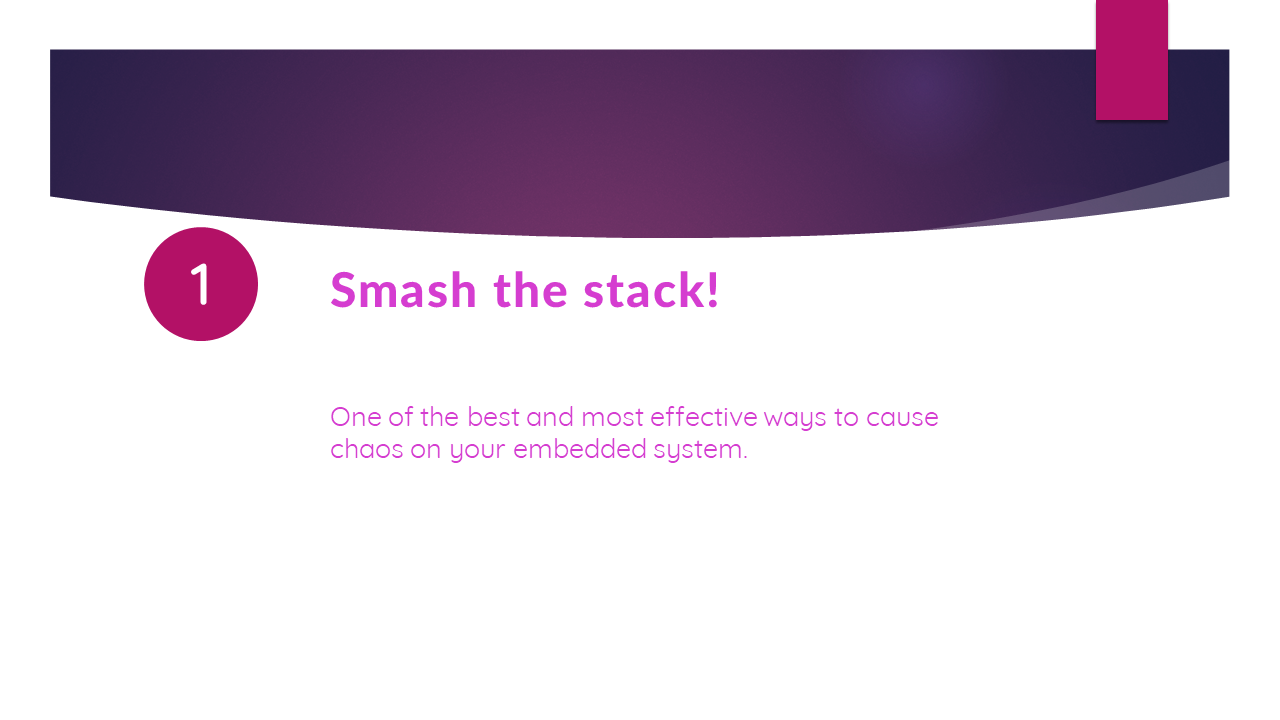 1
Smash the stack!
One of the best and most effective ways to cause
chaos on your embedded system.